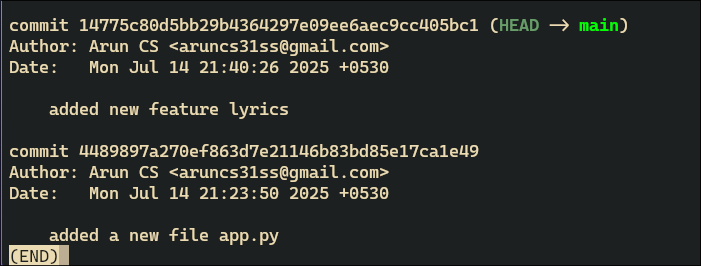 commit 14775c80d5bb29b4364297e09ee6aec9cc405bc1 (HEAD -> main)
Author: Arun CS <aruncs31ss@gmail.com>
Date:   Mon Jul 14 21:40:26 2025 +0530
    added new feature lyrics
commit 4489897a270ef863d7e21146b83bd85e17ca1e49
Author: Arun CS <aruncs31ss@gmail.com>
Date:   Mon Jul 14 21:23:50 2025 +0530
    added a new file app.py
(END)